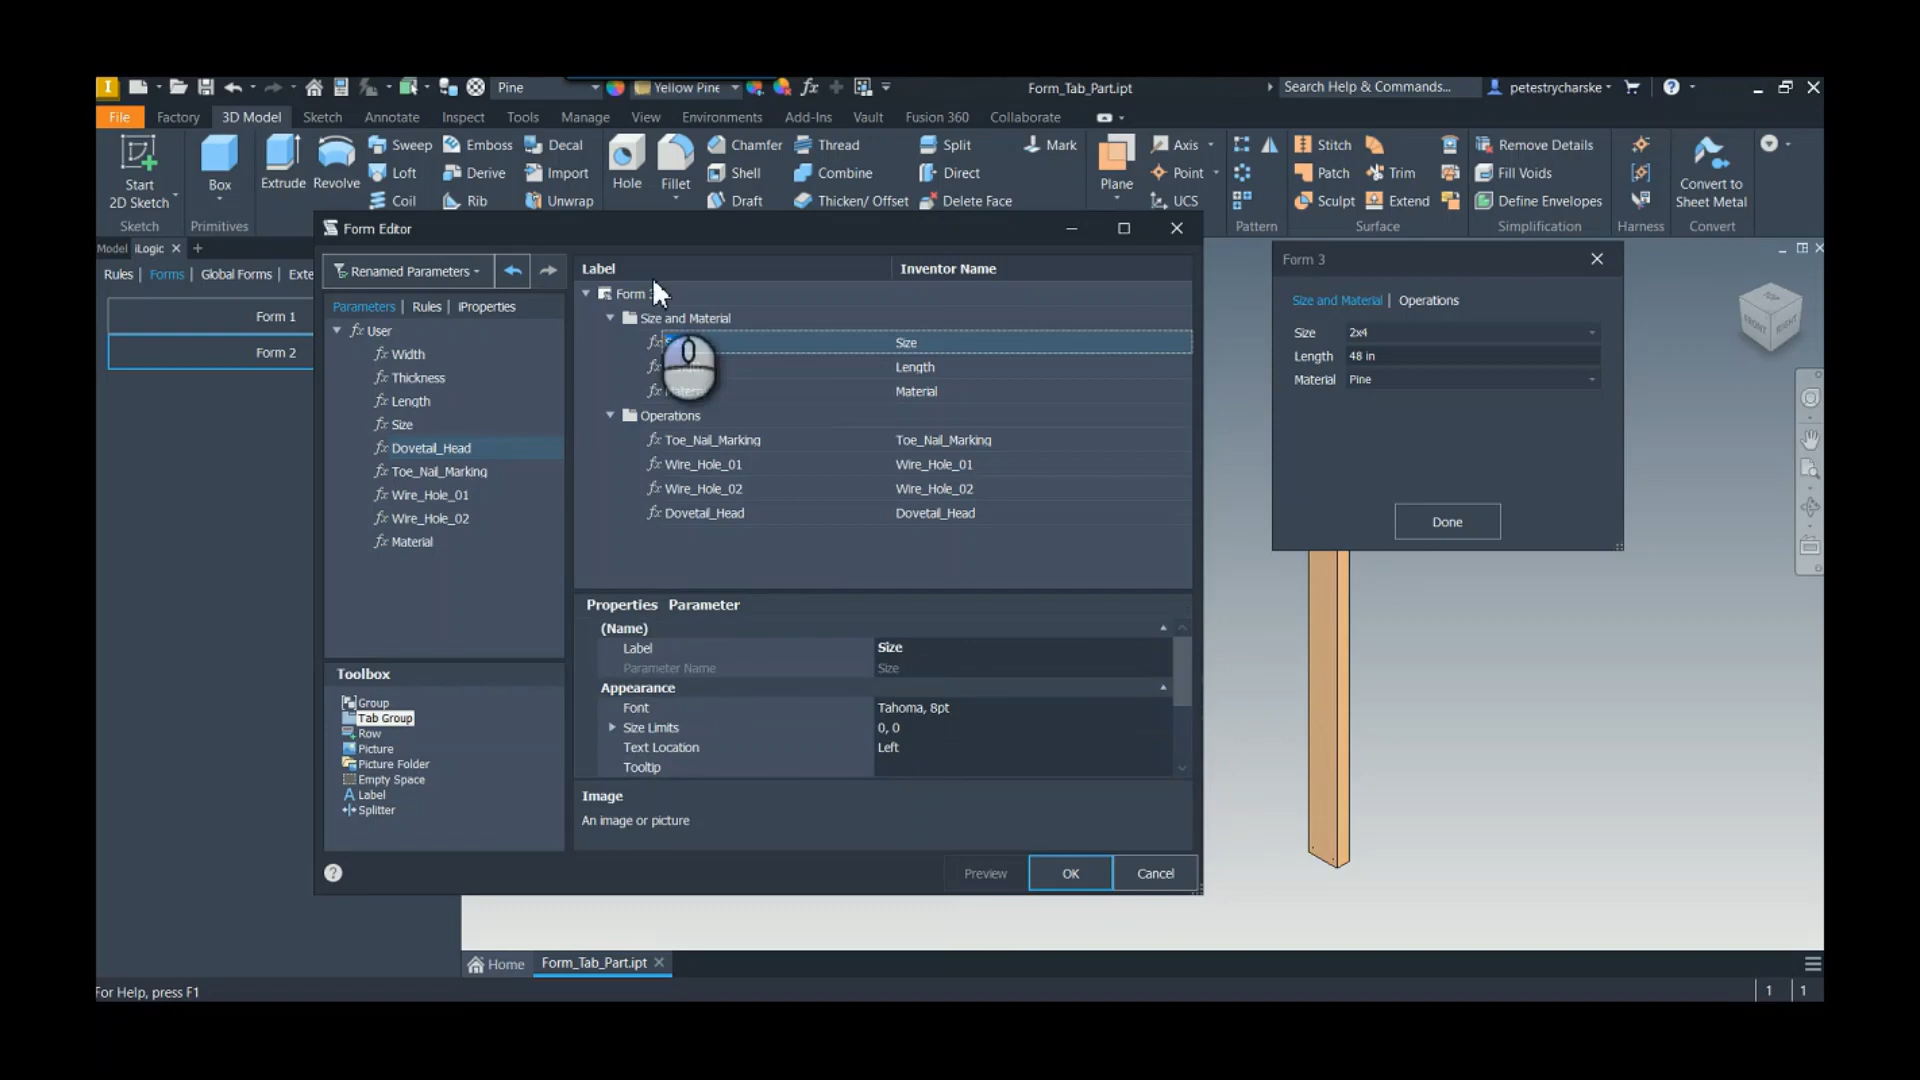 Pine
Yellow Pine
Form_Tab_Part.ipt
Search Help & Commands...
petestrycharske
File Factory 3D Model Sketch Annotate Inspect Tools Manage View Environments Add-Ins Vault Fusion 360 Collaborate
Start 2D Sketch
Box
Extrude
Revolve
Sweep
Loft
Coil
Emboss
Derive
Rib
Decal
Import
Unwrap
Hole
Fillet
Chamfer
Shell
Draft
Thread
Combine
Thicken/ Offset
Split
Direct
Delete Face
Mark
Plane
Axis
Point
UCS
Stitch
Patch
Sculpt
Trim
Extend
Remove Details
Fill Voids
Define Envelopes
Convert to Sheet Metal
Sketch
Primitives
Pattern
Surface
Simplification
Harness
Convert
Model iLogic
Rules Forms Global Forms Exte
Form 1
Form 2
Form Editor
Renamed Parameters
Parameters Rules iProperties
User
Width
Thickness
Length
Size
Dovetail_Head
Toe_Nail_Marking
Wire_Hole_01
Wire_Hole_02
Material
Toolbox
Group
Tab Group
Row
Picture
Picture Folder
Empty Space
Label
Splitter
Label Inventor Name
Form
Size and Material
Size
Length
Material
Operations
Toe_Nail_Marking Toe_Nail_Marking
Wire_Hole_01 Wire_Hole_01
Wire_Hole_02 Wire_Hole_02
Dovetail_Head Dovetail_Head
Properties Parameter
(Name)
Label Size
Parameter Name Size
Appearance
Font Tahoma, 8pt
Size Limits 0, 0
Text Location Left
Tooltip
Image
An image or picture
Preview OK Cancel
Form 3
Size and Material | Operations
Size 2x4
Length 48 in
Material Pine
Done
TOP
FRONT
RIGHT
Home Form_Tab_Part.ipt
For Help, press F1
1 1